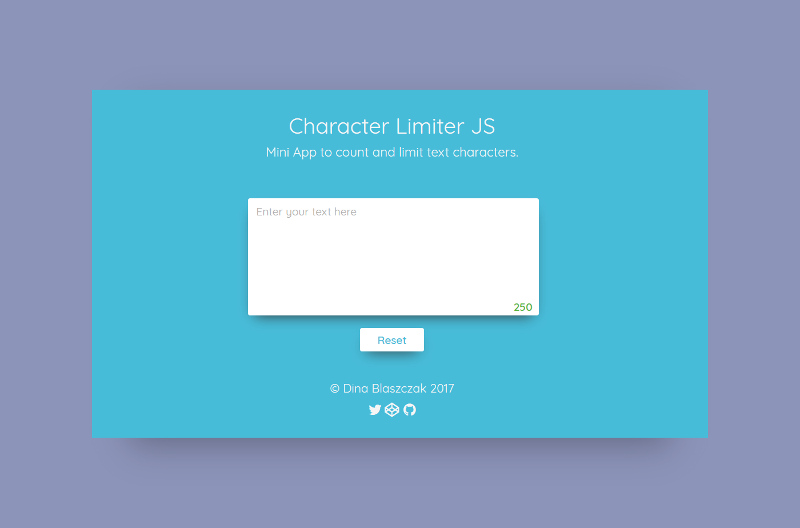 Character Limiter JS
Mini App to count and limit text characters.
Enter your text here
250
Reset
© Dina Blaszczak 2017